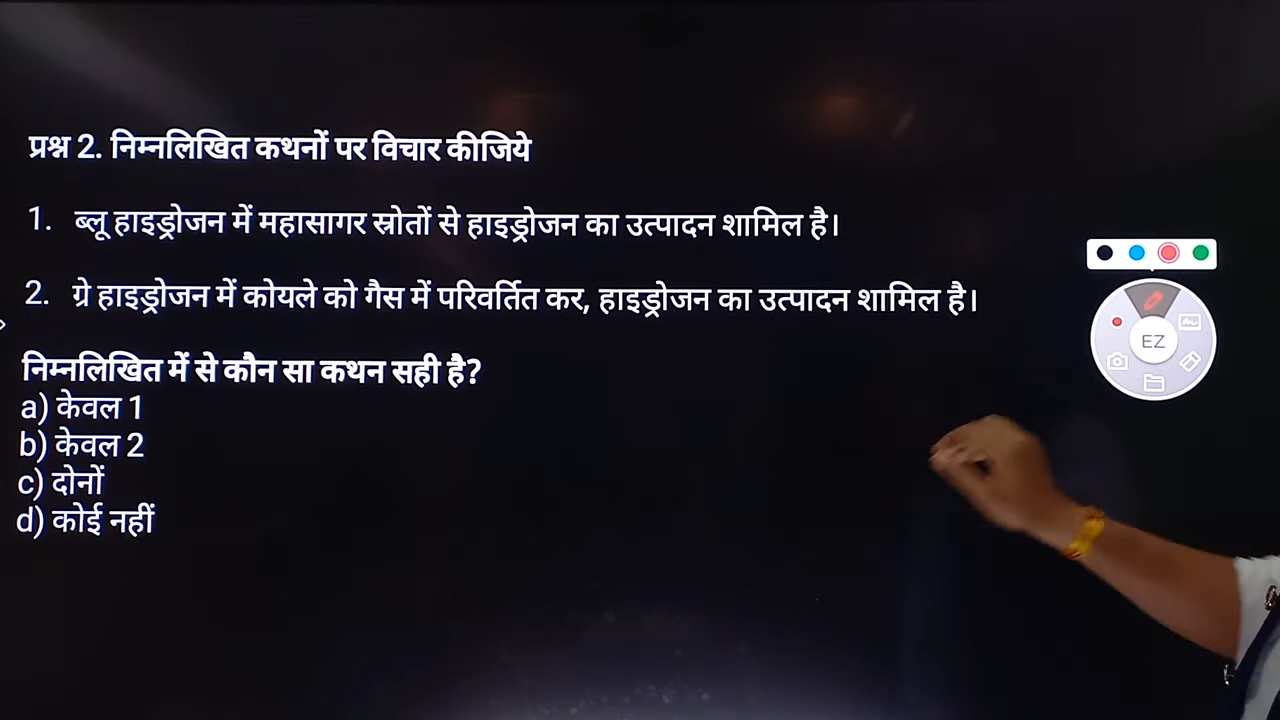 प्रश्न 2. निम्नलिखित कथनों पर विचार कीजिये
1. ब्लू हाइड्रोजन में महासागर स्रोतों से हाइड्रोजन का उत्पादन शामिल है।
2. ग्रे हाइड्रोजन में कोयले को गैस में परिवर्तित कर, हाइड्रोजन का उत्पादन शामिल है।
निम्नलिखित में से कौन सा कथन सही है?
a) केवल 1
b) केवल 2
c) दोनों
d) कोई नहीं
EZ